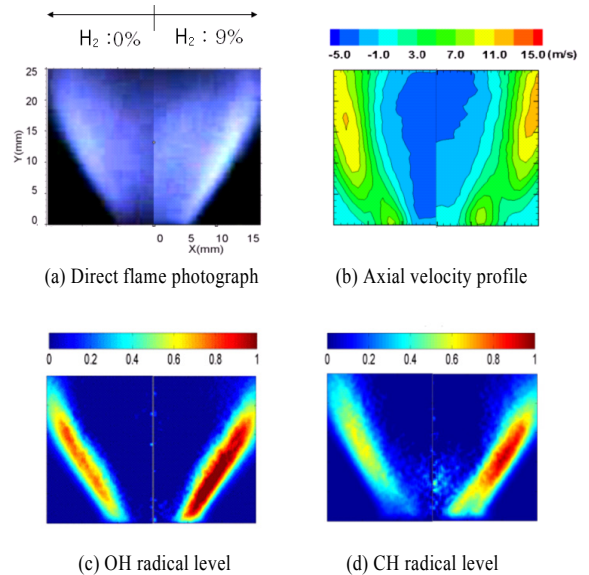 H₂ :0% H₂ : 9%
25
20
15
10
5
0
Y(mm)
0 5 10 15
X(mm)
-5.0 -1.0 3.0 7.0 11.0 15.0 (m/s)
(a) Direct flame photograph
(b) Axial velocity profile
0 0.2 0.4 0.6 0.8 1
0 0.2 0.4 0.6 0.8 1
(c) OH radical level
(d) CH radical level